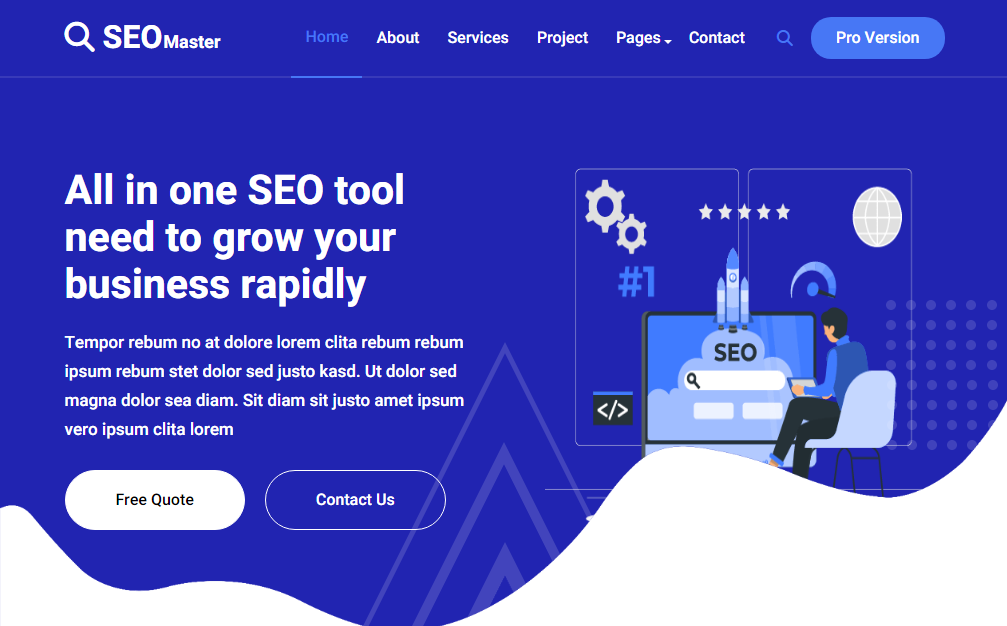 SEOMaster
Home About Services Project Pages Contact Pro Version
All in one SEO tool
need to grow your
business rapidly
Tempor rebum no at dolore lorem clita rebum rebum
ipsum rebum stet dolor sed justo kasd. Ut dolor sed
magna dolor sea diam. Sit diam sit justo amet ipsum
vero ipsum clita lorem
Free Quote
Contact Us
#1
SEO
</>